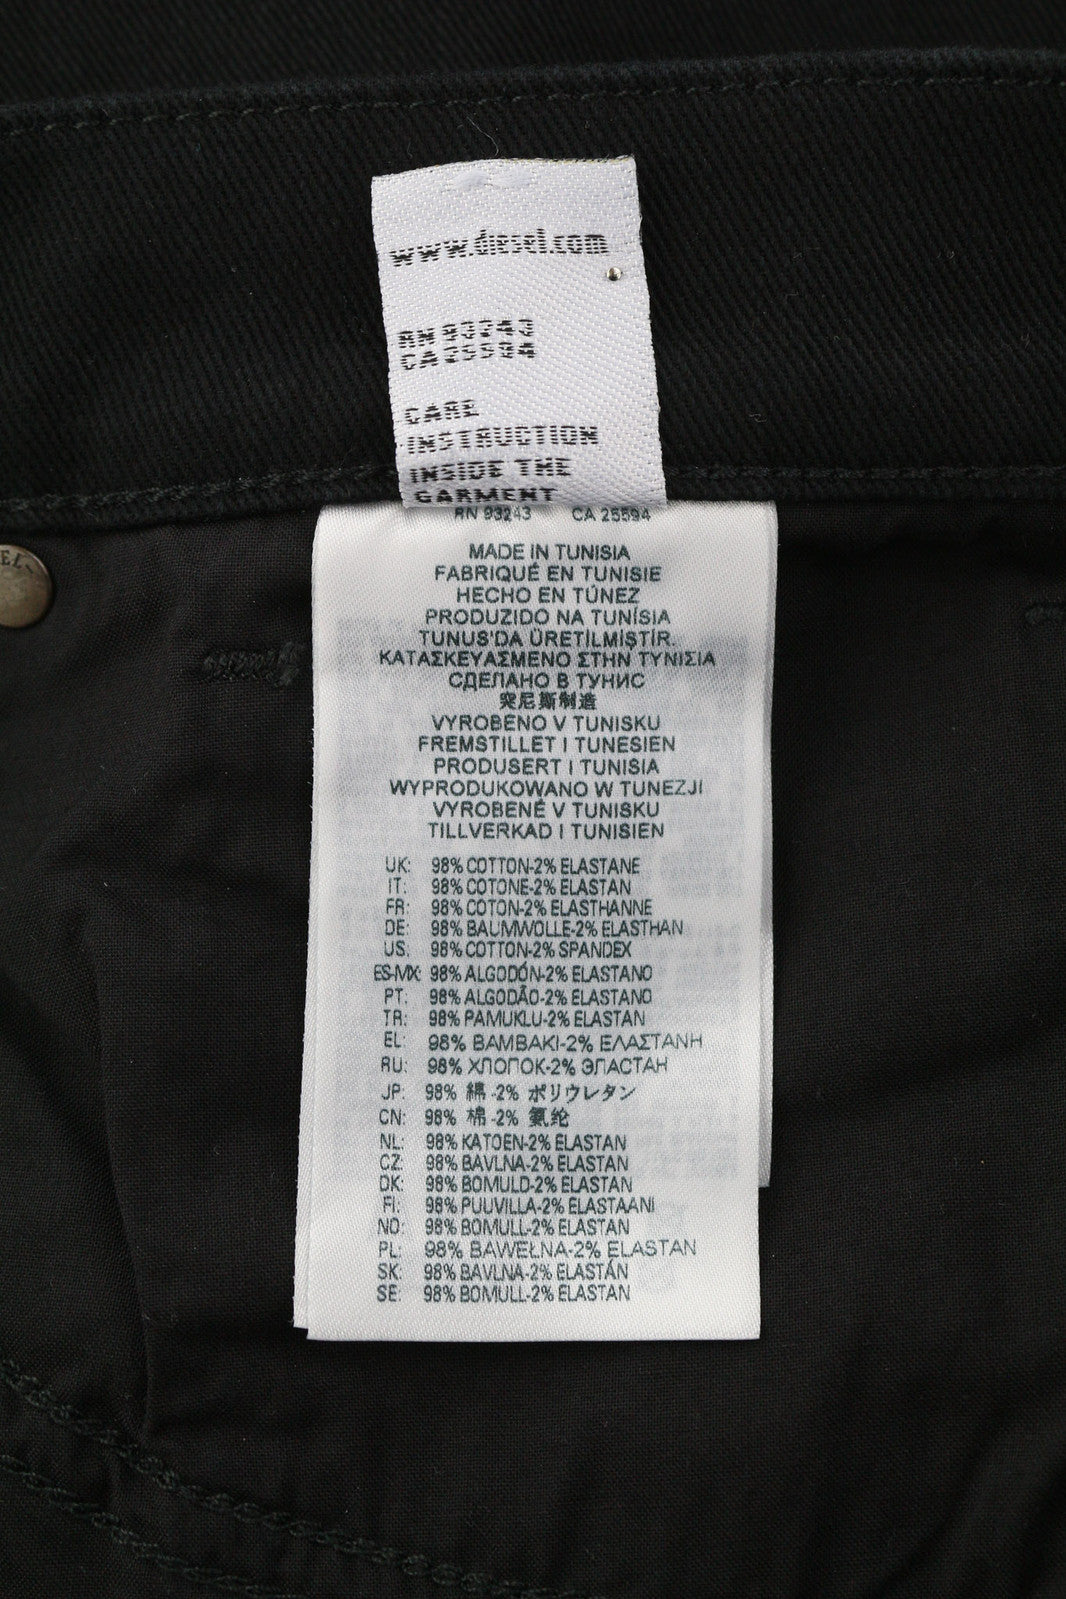 www.diesel.com
RN 93243
CA 25594
CARE
INSTRUCTION
INSIDE THE
GARMENT
RN 93243 CA 25594
MADE IN TUNISIA
FABRIQUÉ EN TUNISIE
HECHO EN TÚNEZ
PRODUZIDO NA TUNÍSIA
TUNUS'DA ÜRETİLMİŞTİR.
ΚΑΤΑΣΚΕΥΑΣΜΕΝΟ ΣΤΗΝ ΤΥΝΙΣΙΑ
СДЕЛАНО В ТУНИС
突尼斯制造
VYROBENO V TUNISKU
FREMSTILLET I TUNESIEN
PRODUSERT I TUNISIA
WYPRODUKOWANO W TUNEZJI
VYROBENÉ V TUNISKU
TILLVERKAD I TUNISIEN
UK: 98% COTTON-2% ELASTANE
IT: 98% COTONE-2% ELASTAN
FR: 98% COTON-2% ELASTHANNE
DE: 98% BAUMWOLLE-2% ELASTHAN
US: 98% COTTON-2% SPANDEX
ES-MX: 98% ALGODÓN-2% ELASTANO
PT: 98% ALGODÃO-2% ELASTANO
TR: 98% PAMUKLU-2% ELASTAN
EL: 98% ΒΑΜΒΑΚΙ-2% ΕΛΑΣΤΑΝΗ
RU: 98% ХЛОПОК-2% ЭЛАСТАН
JP: 98% 綿 -2% ポリウレタン
CN: 98% 棉 -2% 氨纶
NL: 98% KATOEN-2% ELASTAN
CZ: 98% BAVLNA-2% ELASTAN
DK: 98% BOMULD-2% ELASTAN
FI: 98% PUUVILLA-2% ELASTAANI
NO: 98% BOMULL-2% ELASTAN
PL: 98% BAWEŁNA-2% ELASTAN
SK: 98% BAVLNA-2% ELASTÁN
SE: 98% BOMULL-2% ELASTAN